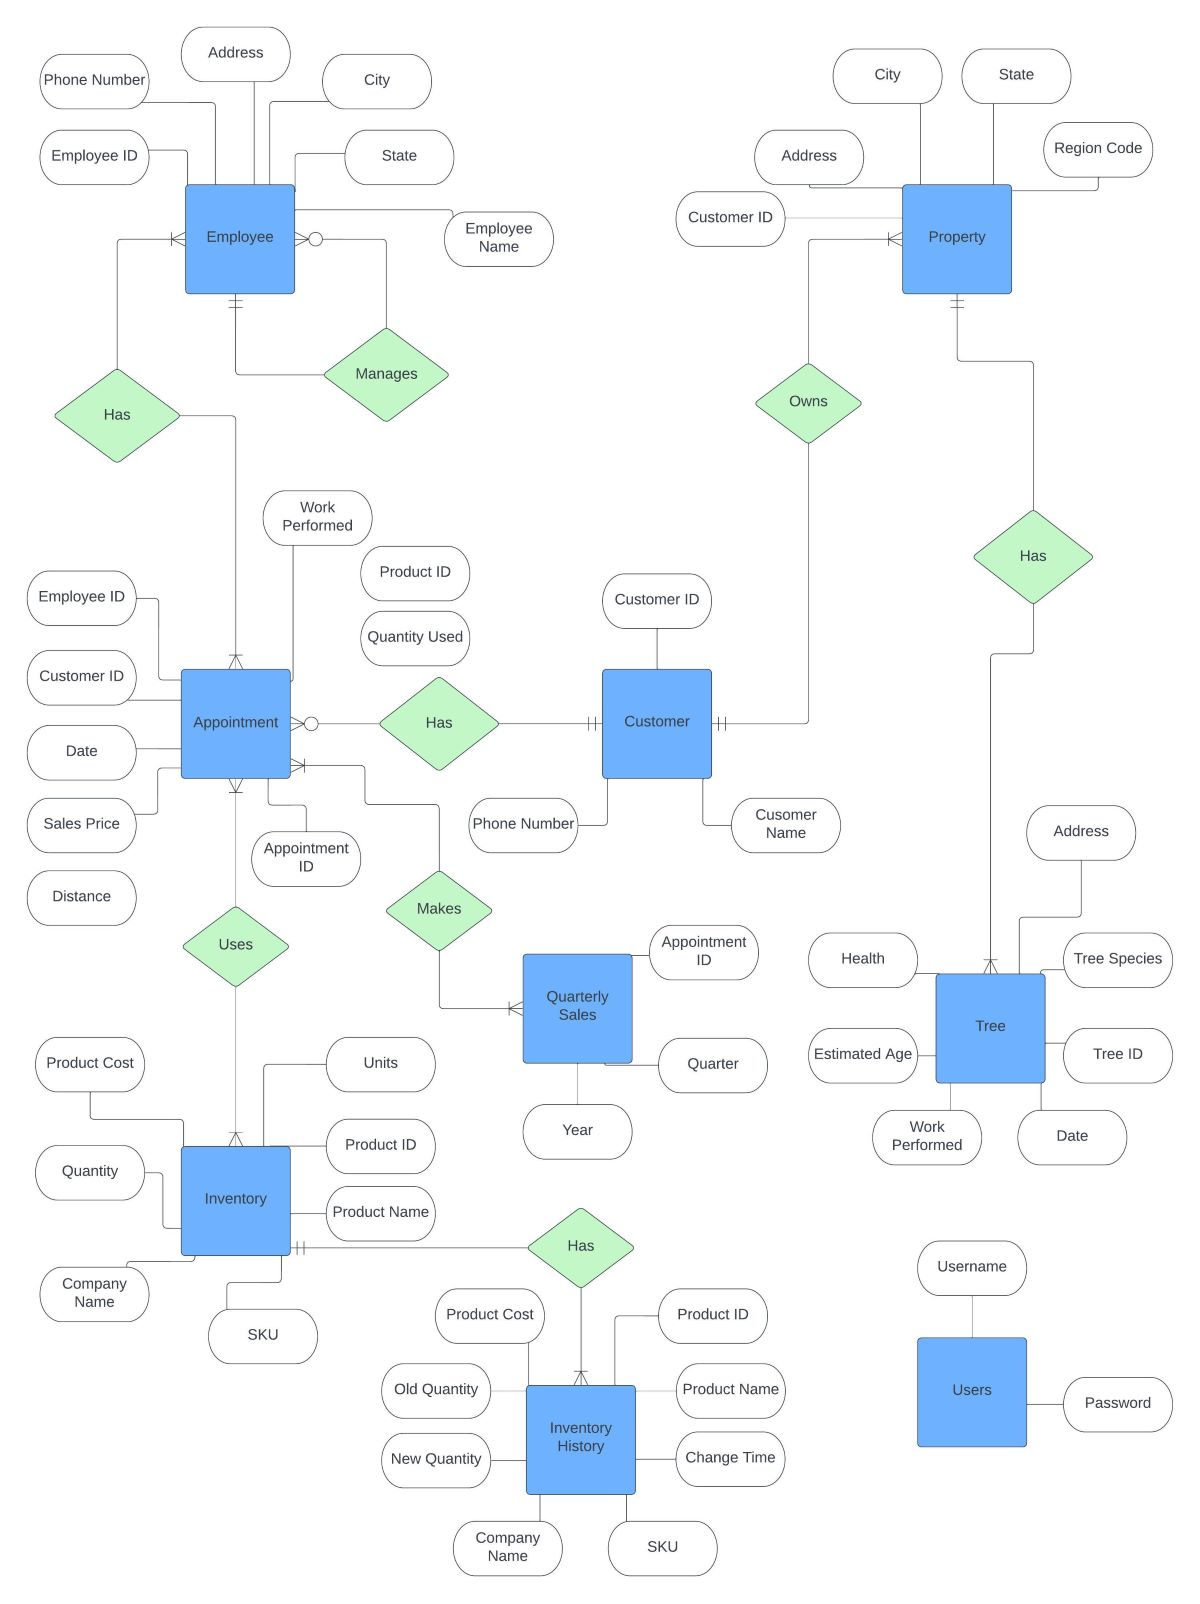 Address
Phone Number
City
Employee ID
State
Employee
Employee
Name
Manages
Has
City
State
Region Code
Address
Customer ID
Property
Owns
Has
Work
Performed
Product ID
Employee ID
Quantity Used
Customer ID
Customer ID
Appointment
Has
Customer
Date
Sales Price
Phone Number
Cusomer
Name
Appointment
ID
Distance
Makes
Uses
Address
Appointment
ID
Health
Tree Species
Quarterly
Sales
Tree
Estimated Age
Tree ID
Quarter
Year
Work
Performed
Date
Product Cost
Units
Product ID
Quantity
Inventory
Product Name
Company
Name
SKU
Has
Username
Product Cost
Product ID
Old Quantity
Product Name
Users
Password
Inventory
History
New Quantity
Change Time
Company
Name
SKU